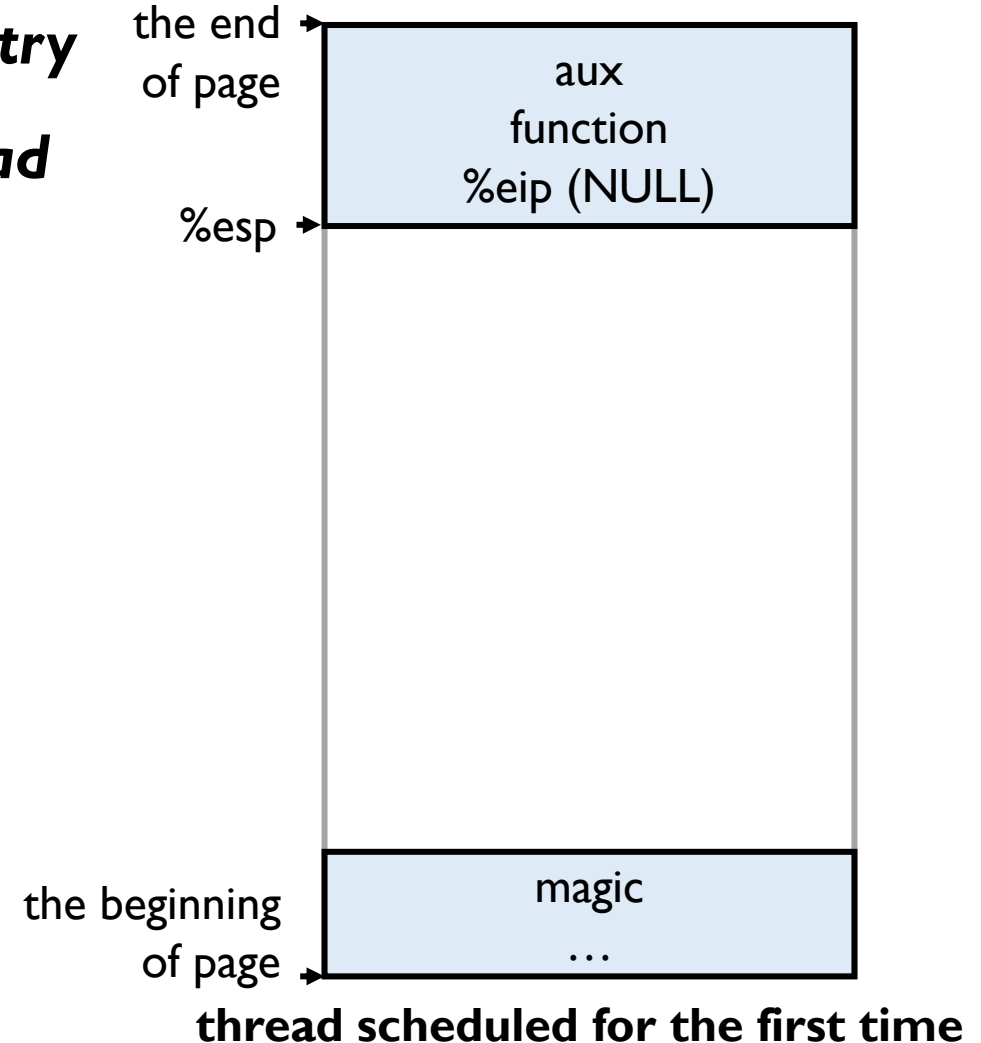 try
ad
the end
of page
aux
function
%eip (NULL)
%esp
magic
...
the beginning
of page
thread scheduled for the first time